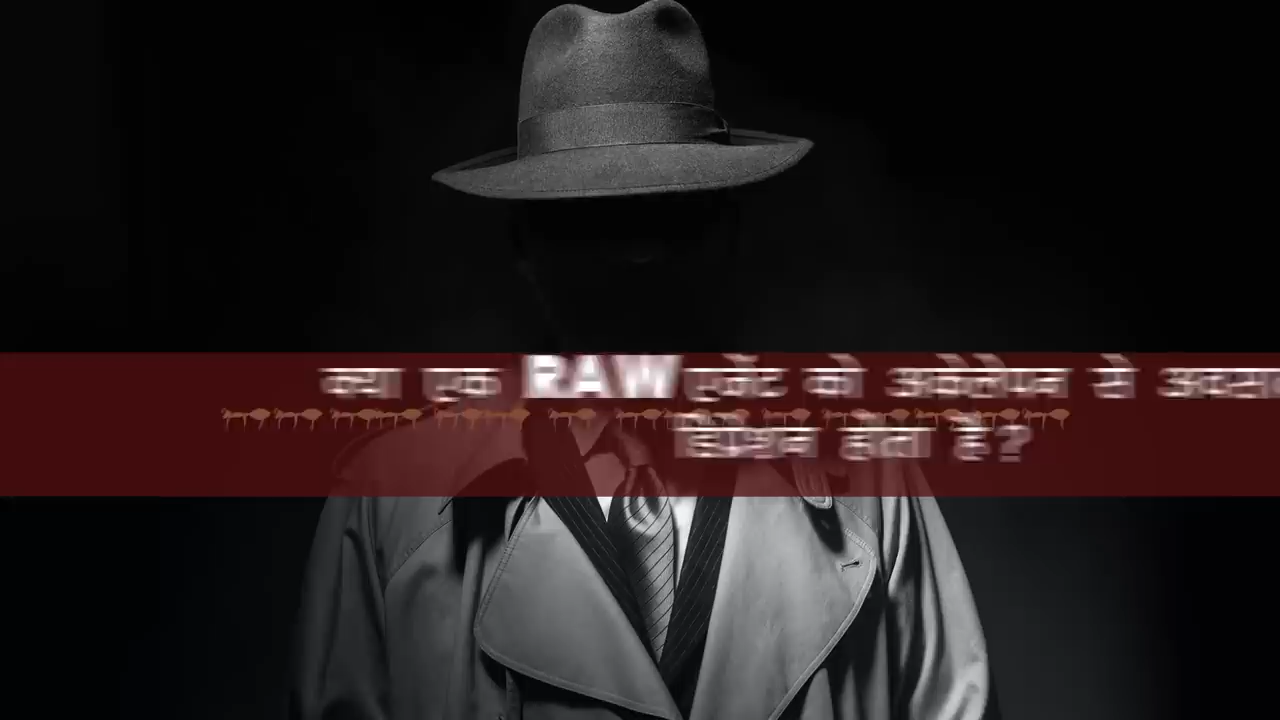 क्या एक RAW एजेंट को अकेलेपन से
डिप्रेशन होता है?